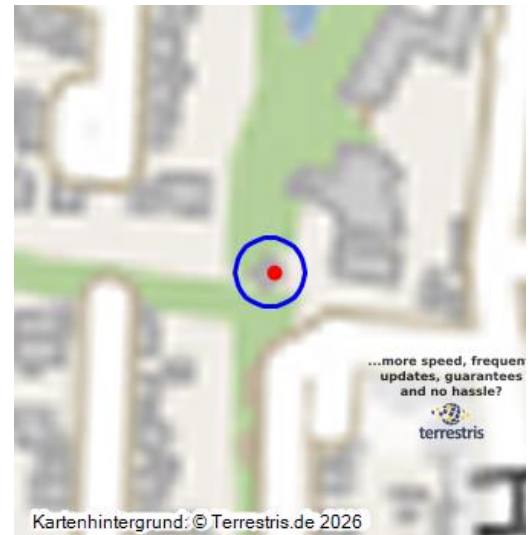 ...more speed, frequen
updates, guarantees
and no hassle?
terrestris
Kartenhintergrund: © Terrestris.de 2026